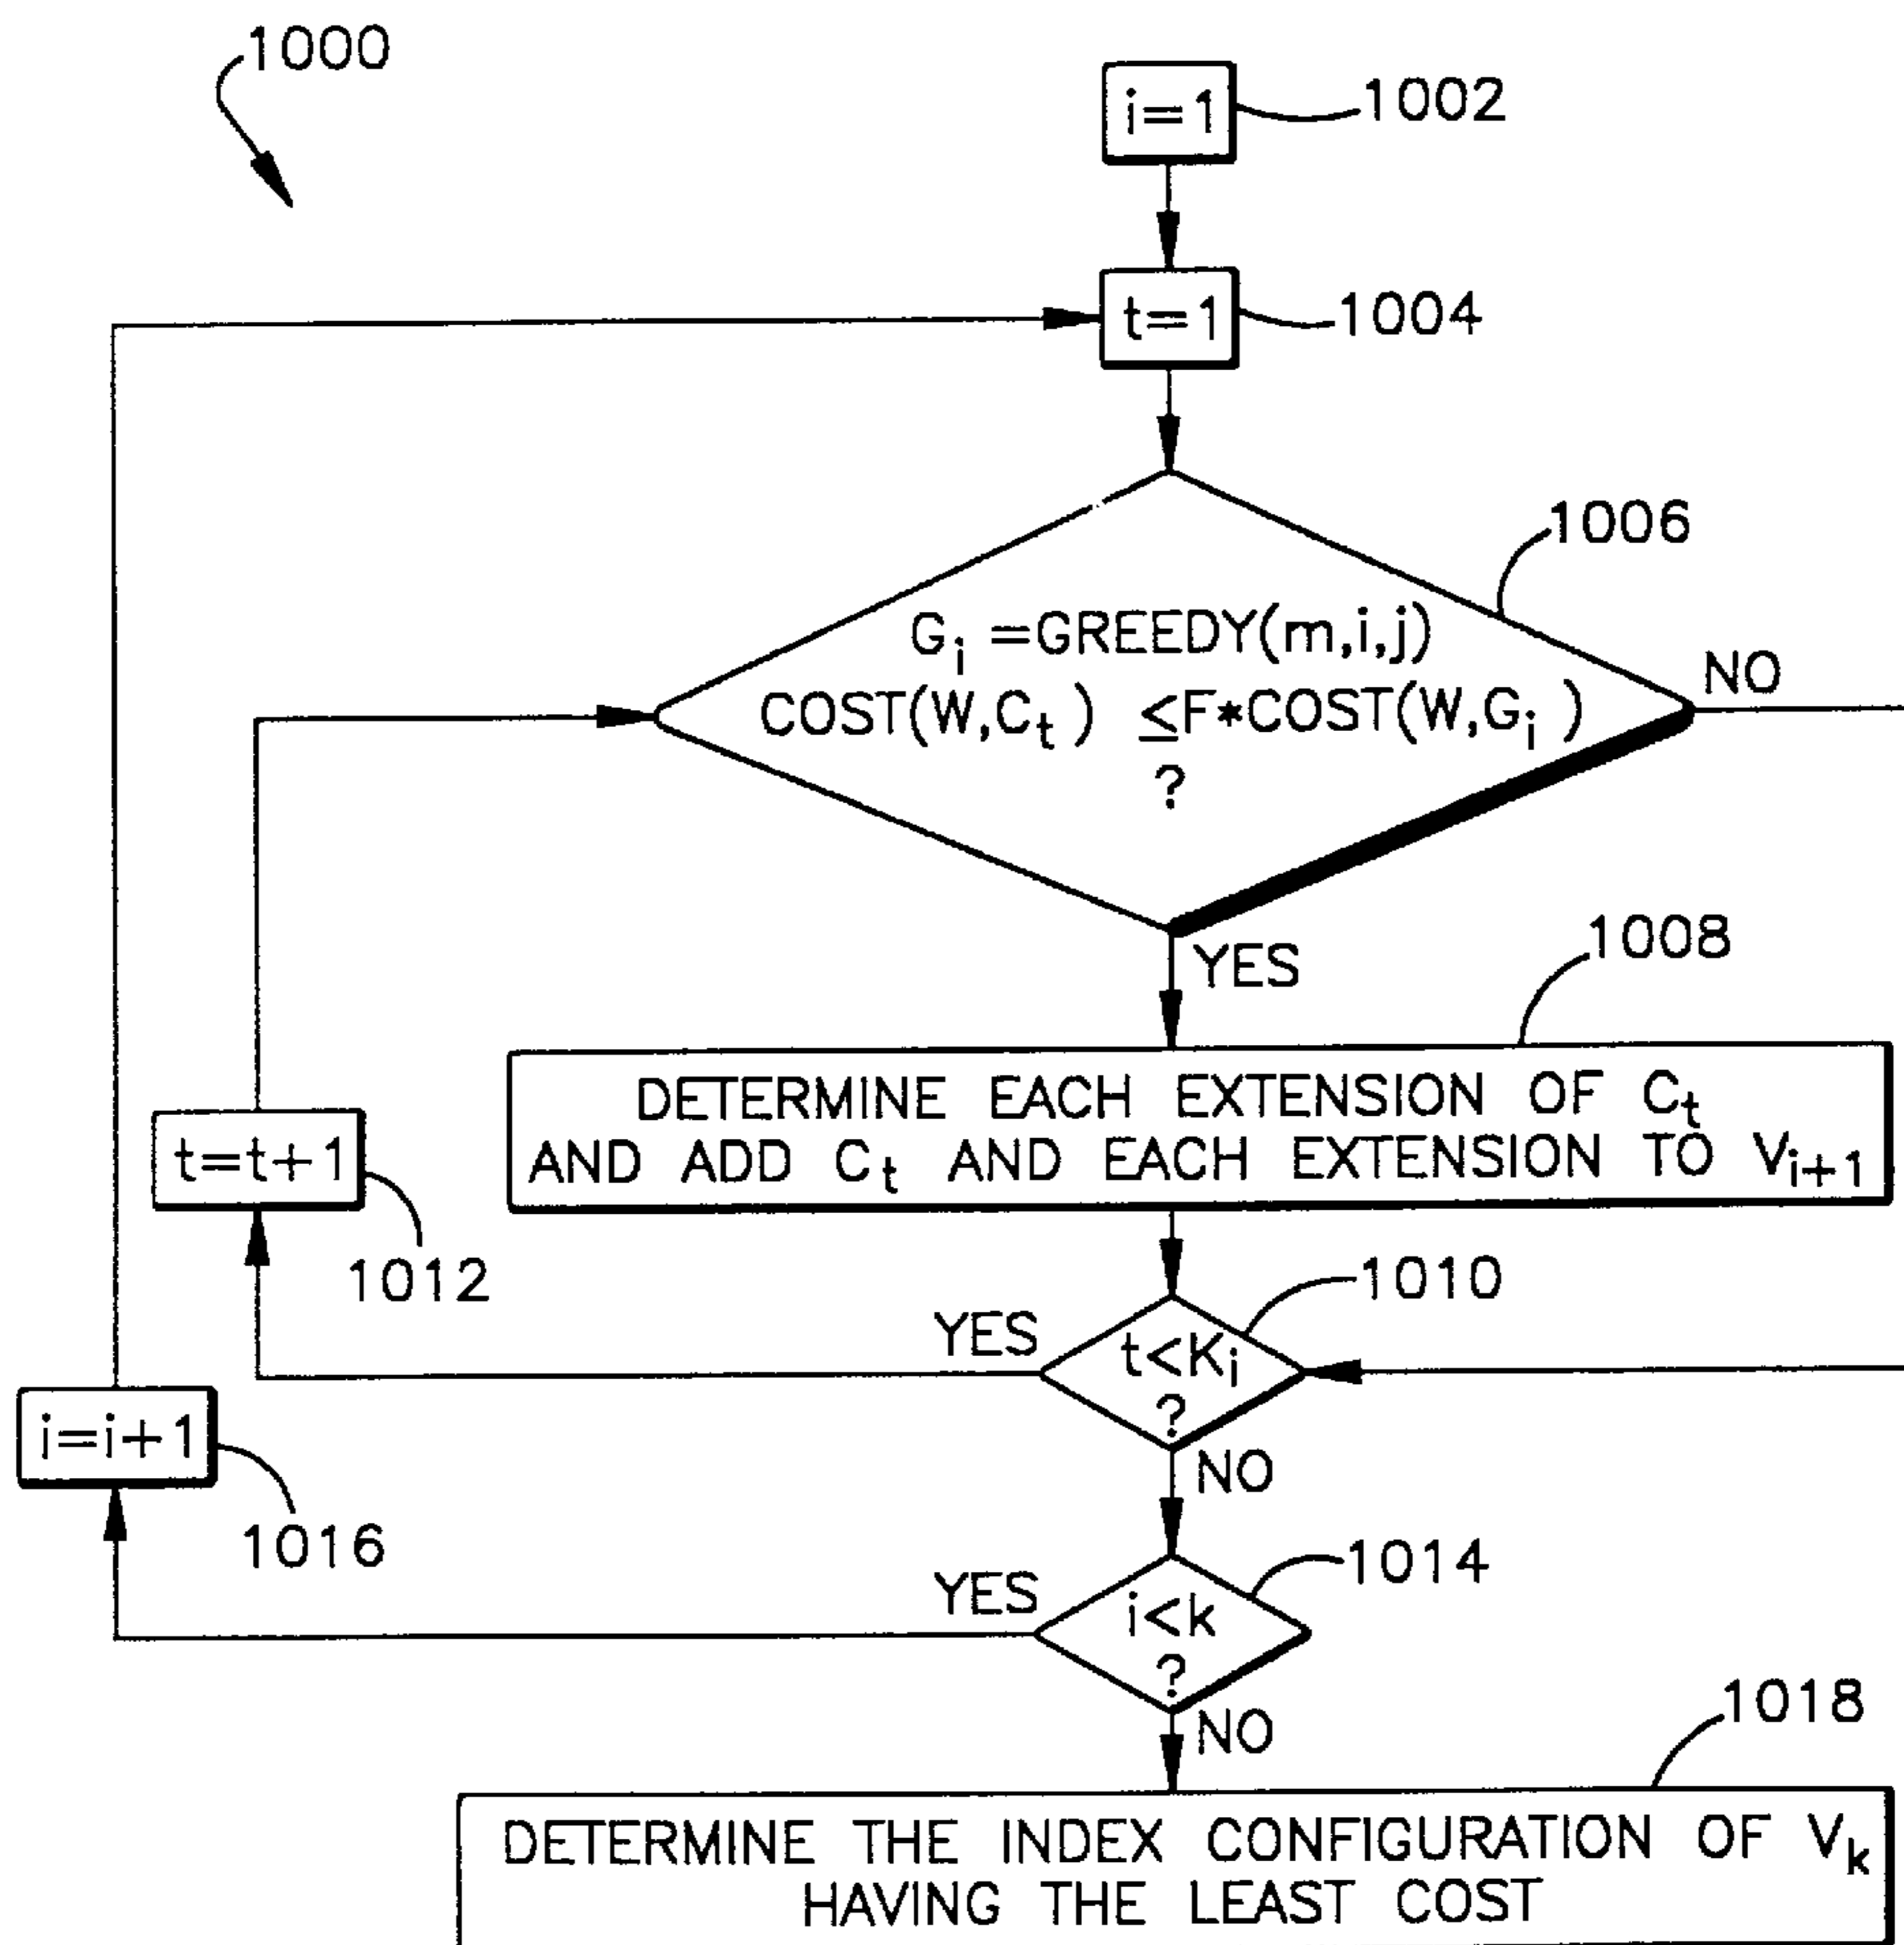 1000
i=1
1002
t=1
1004
1006
G_i =GREEDY(m,i,j)
COST(W,C_t) ≤F*COST(W,G_i)
?
NO
YES
1008
DETERMINE EACH EXTENSION OF C_t
AND ADD C_t AND EACH EXTENSION TO V_{i+1}
t=t+1
1012
1010
YES
t<K_i
?
NO
i=i+1
1016
1014
YES
i<k
?
NO
1018
DETERMINE THE INDEX CONFIGURATION OF V_k
HAVING THE LEAST COST